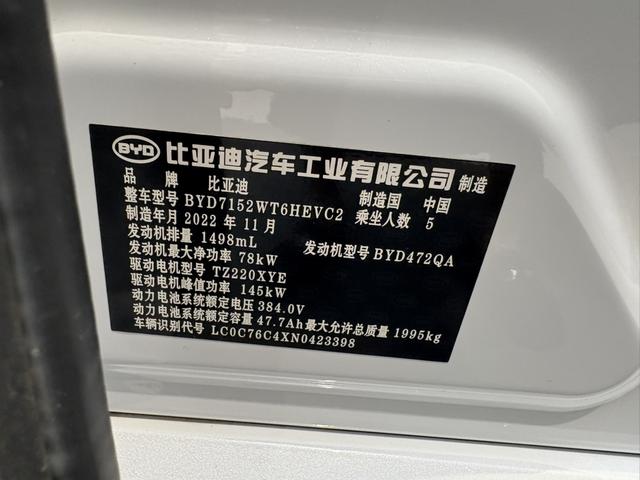 BYD 比亚迪汽车工业有限公司 制造
品牌 比亚迪 制造国 中国
整车型号 BYD7152WT6HEVC2 乘坐人数 5
制造年月 2022 年 11 月
发动机排量 1498mL 发动机型号 BYD472QA
发动机最大净功率 78kW
驱动电机型号 TZ220XYE
驱动电机峰值功率 145kW
动力电池系统额定电压 384.0V
动力电池系统额定容量 47.7Ah 最大允许总质量 1995kg
车辆识别代号 LC0C76C4XN0423398